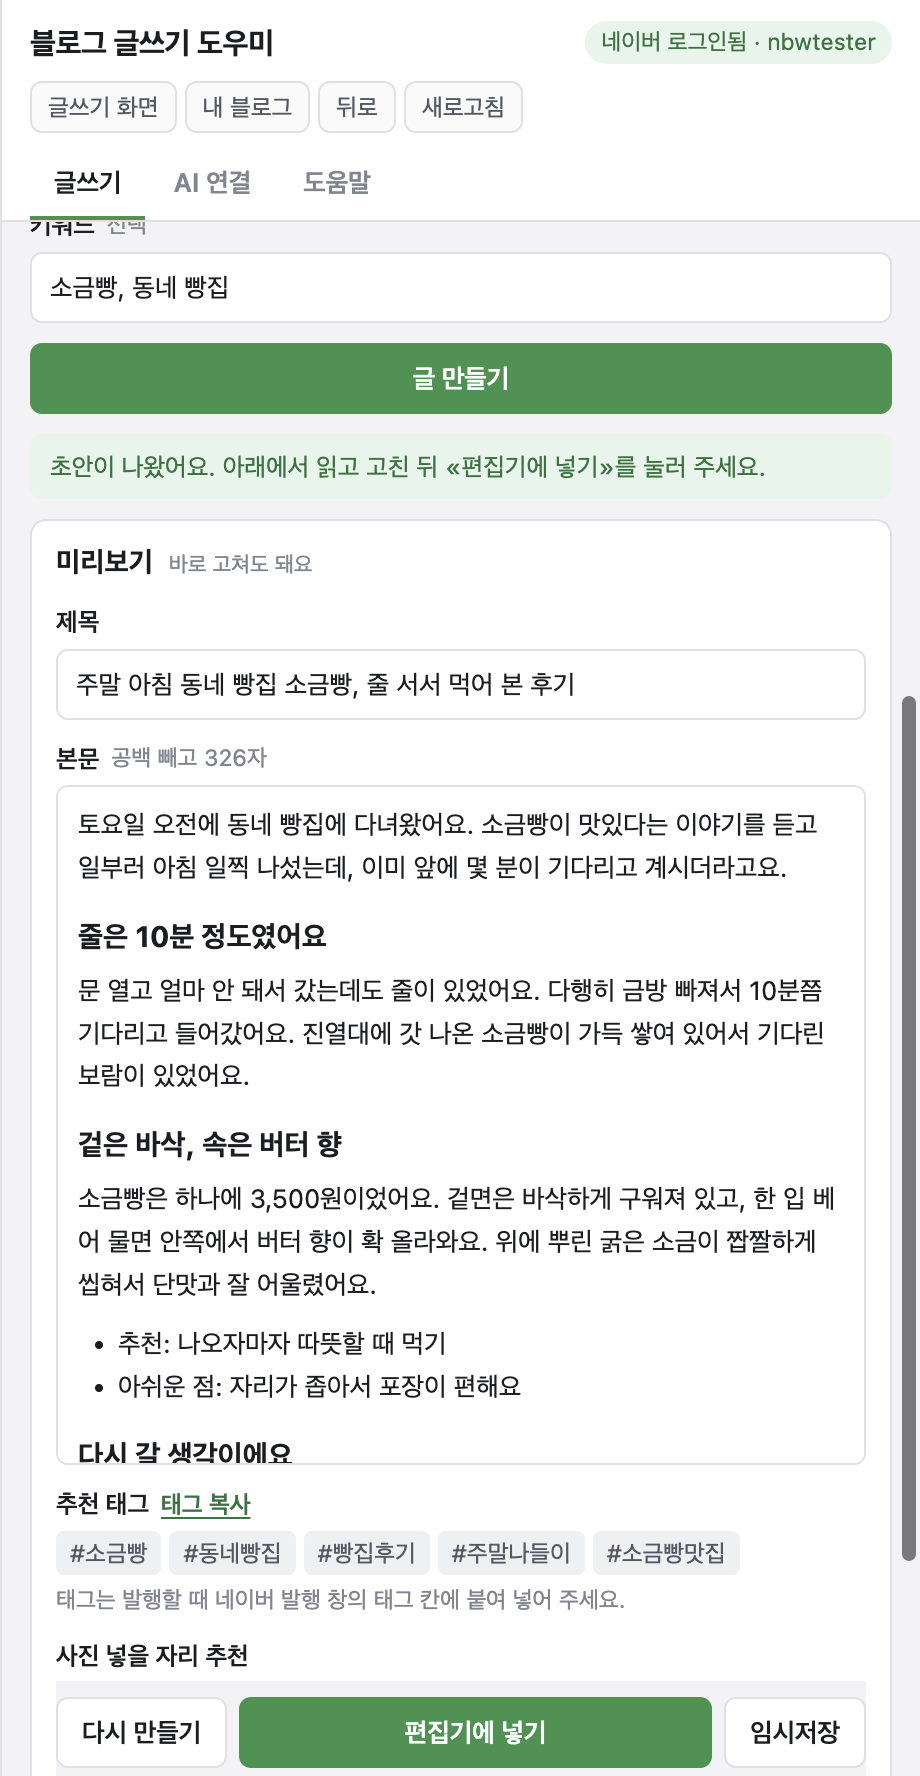 블로그 글쓰기 도우미
네이버 로그인됨 · nbwtester
글쓰기 화면
내 블로그
뒤로
새로고침
글쓰기
AI 연결
도움말
키워드 선택
소금빵, 동네 빵집
글 만들기
초안이 나왔어요. 아래에서 읽고 고친 뒤 «편집기에 넣기»를 눌러 주세요.
미리보기 바로 고쳐도 돼요
제목
주말 아침 동네 빵집 소금빵, 줄 서서 먹어 본 후기
본문 공백 빼고 326자
토요일 오전에 동네 빵집에 다녀왔어요. 소금빵이 맛있다는 이야기를 듣고
일부러 아침 일찍 나섰는데, 이미 앞에 몇 분이 기다리고 계시더라고요.
줄은 10분 정도였어요
문 열고 얼마 안 돼서 갔는데도 줄이 있었어요. 다행히 금방 빠져서 10분쯤
기다리고 들어갔어요. 진열대에 갓 나온 소금빵이 가득 쌓여 있어서 기다린
보람이 있었어요.
겉은 바삭, 속은 버터 향
소금빵은 하나에 3,500원이었어요. 겉면은 바삭하게 구워져 있고, 한 입 베
어 물면 안쪽에서 버터 향이 확 올라와요. 위에 뿌린 굵은 소금이 짭짤하게
씹혀서 단맛과 잘 어울렸어요.
• 추천: 나오자마자 따뜻할 때 먹기
• 아쉬운 점: 자리가 좁아서 포장이 편해요
다시 갈 생각이에요
추천 태그 태그 복사
#소금빵 #동네빵집 #빵집후기 #주말나들이 #소금빵맛집
태그는 발행할 때 네이버 발행 창의 태그 칸에 붙여 넣어 주세요.
사진 넣을 자리 추천
다시 만들기
편집기에 넣기
임시저장